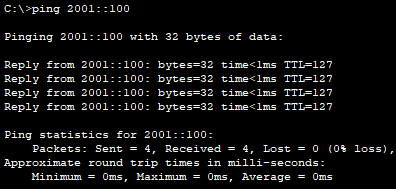 C:\>ping 2001::100
Pinging 2001::100 with 32 bytes of data:
Reply from 2001::100: bytes=32 time<1ms TTL=127
Reply from 2001::100: bytes=32 time<1ms TTL=127
Reply from 2001::100: bytes=32 time<1ms TTL=127
Reply from 2001::100: bytes=32 time<1ms TTL=127
Ping statistics for 2001::100:
Packets: Sent = 4, Received = 4, Lost = 0 (0% loss),
Approximate round trip times in milli-seconds:
Minimum = 0ms, Maximum = 0ms, Average = 0ms